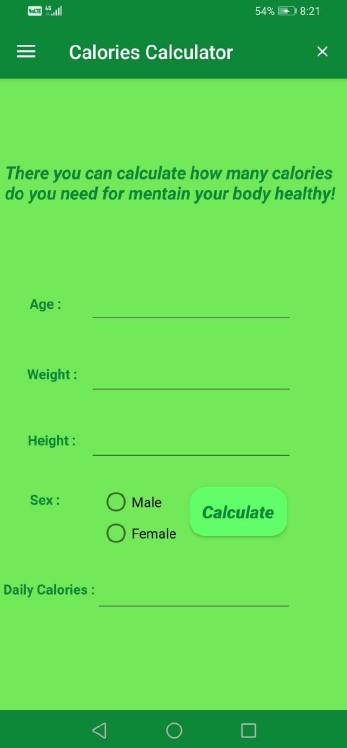 VoLTE 4G 54% 8:21
Calories Calculator
There you can calculate how many calories
do you need for mentain your body healthy!
Age :
Weight :
Height :
Sex :
Male
Calculate
Female
Daily Calories :